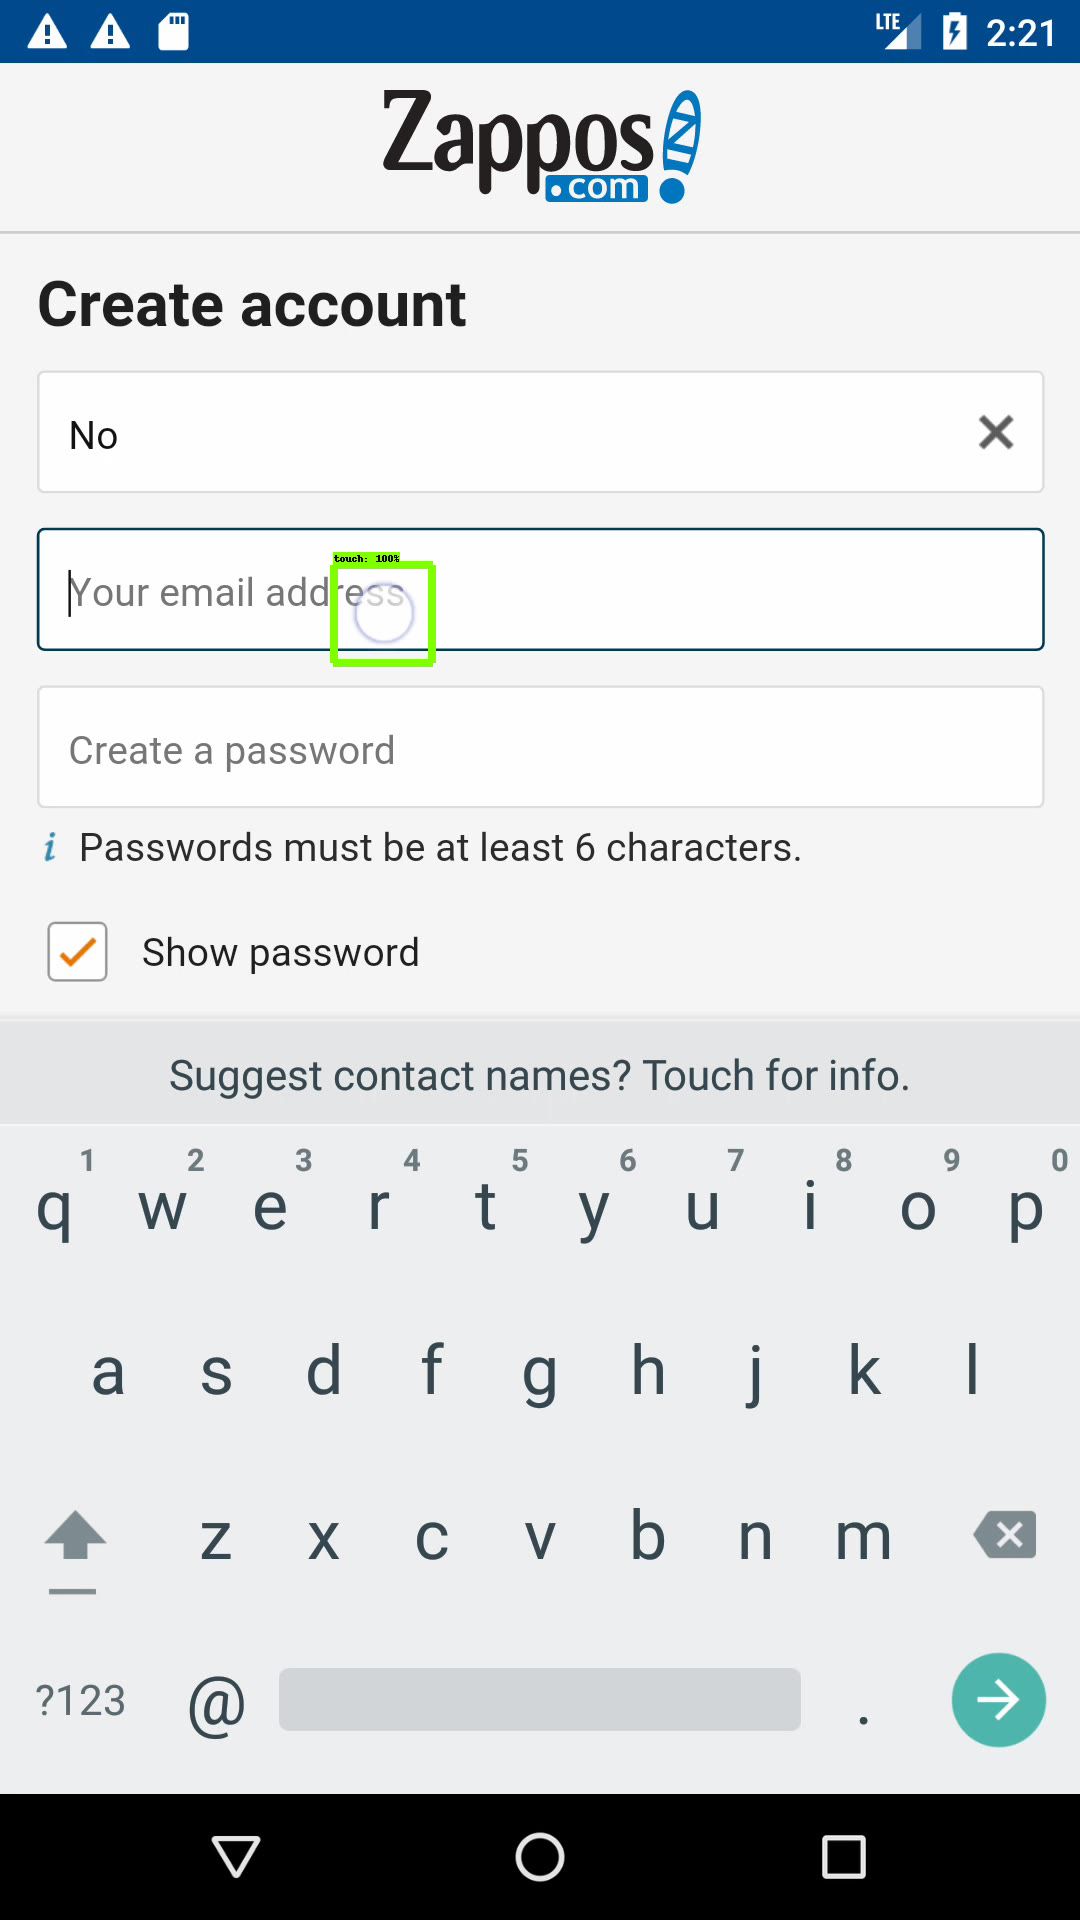 LTE 2:21
Zappos
.com
Create account
No
touch: 100%
Your email address
Create a password
i Passwords must be at least 6 characters.
Show password
Suggest contact names? Touch for info.
1 2 3 4 5 6 7 8 9 0
q w e r t y u i o p
a s d f g h j k l
z x c v b n m
?123 @ .